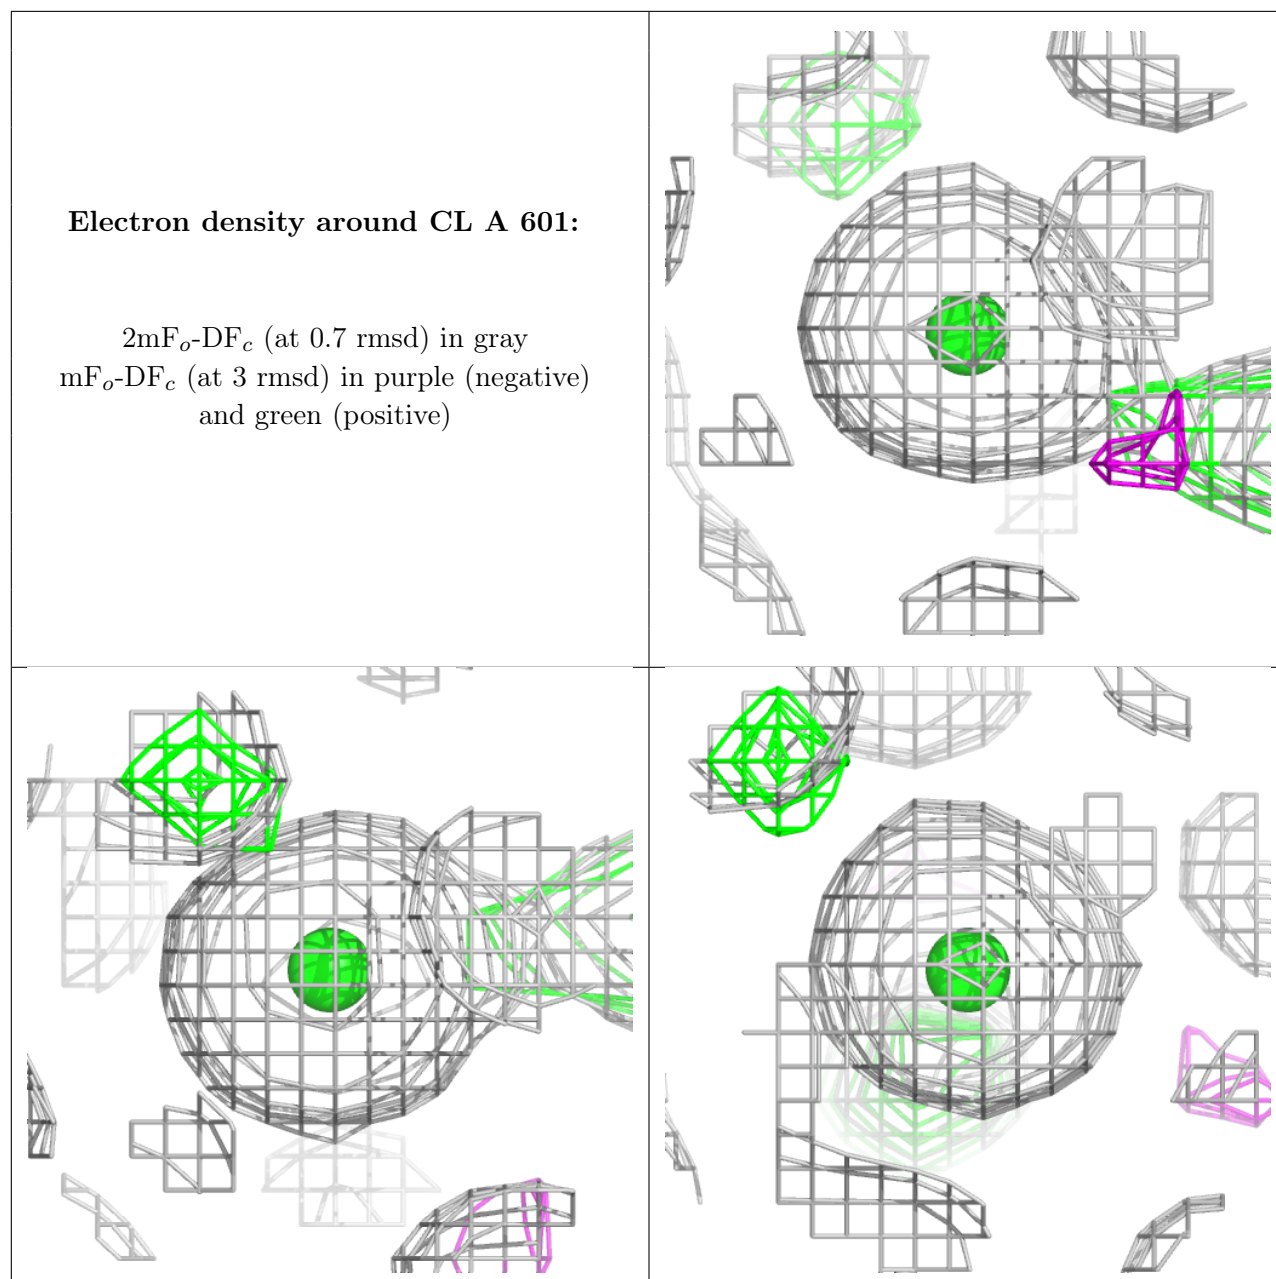 Electron density around CL A 601:
2mFo-DFc (at 0.7 rmsd) in gray
mFo-DFc (at 3 rmsd) in purple (negative)
and green (positive)